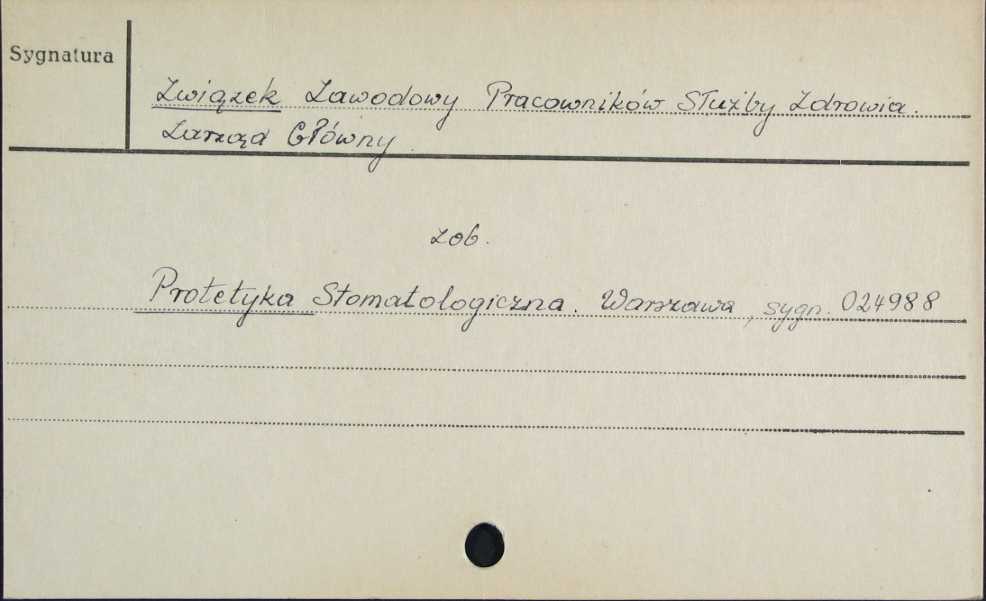 Sygnatura
Związek Zawodowy Pracowników Służby Zdrowia.
Zarząd Główny
zob.
Protetyka Stomatologiczna. Warszawa, sygn. 024988